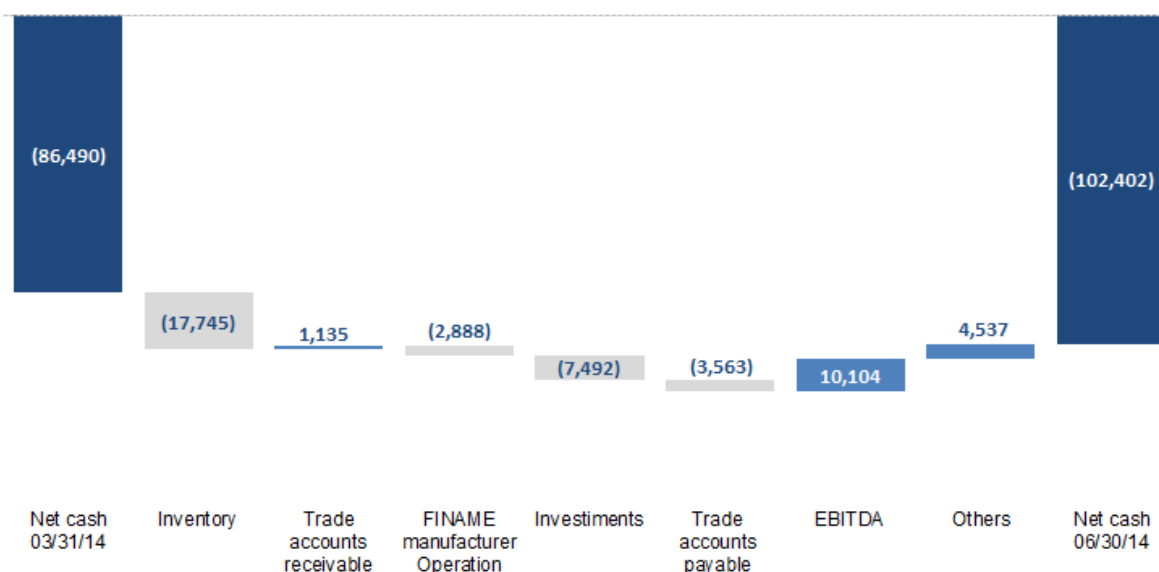 (86,490)
(17,745)
1,135
(2,888)
(7,492)
(3,563)
10,104
4,537
(102,402)
Net cash
03/31/14
Inventory
Trade
accounts
receivable
FINAME
manufacturer
Operation
Investiments
Trade
accounts
payable
EBITDA
Others
Net cash
06/30/14